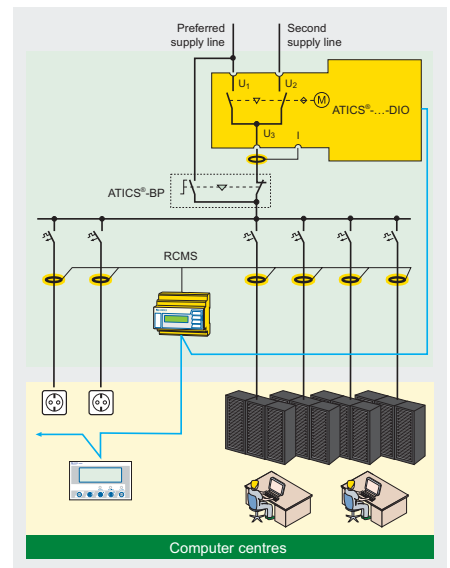 Preferred
supply line
Second
supply line
U1
U2
M
ATICS®-...-DIO
U3
I
ATICS®-BP
RCMS
Computer centres